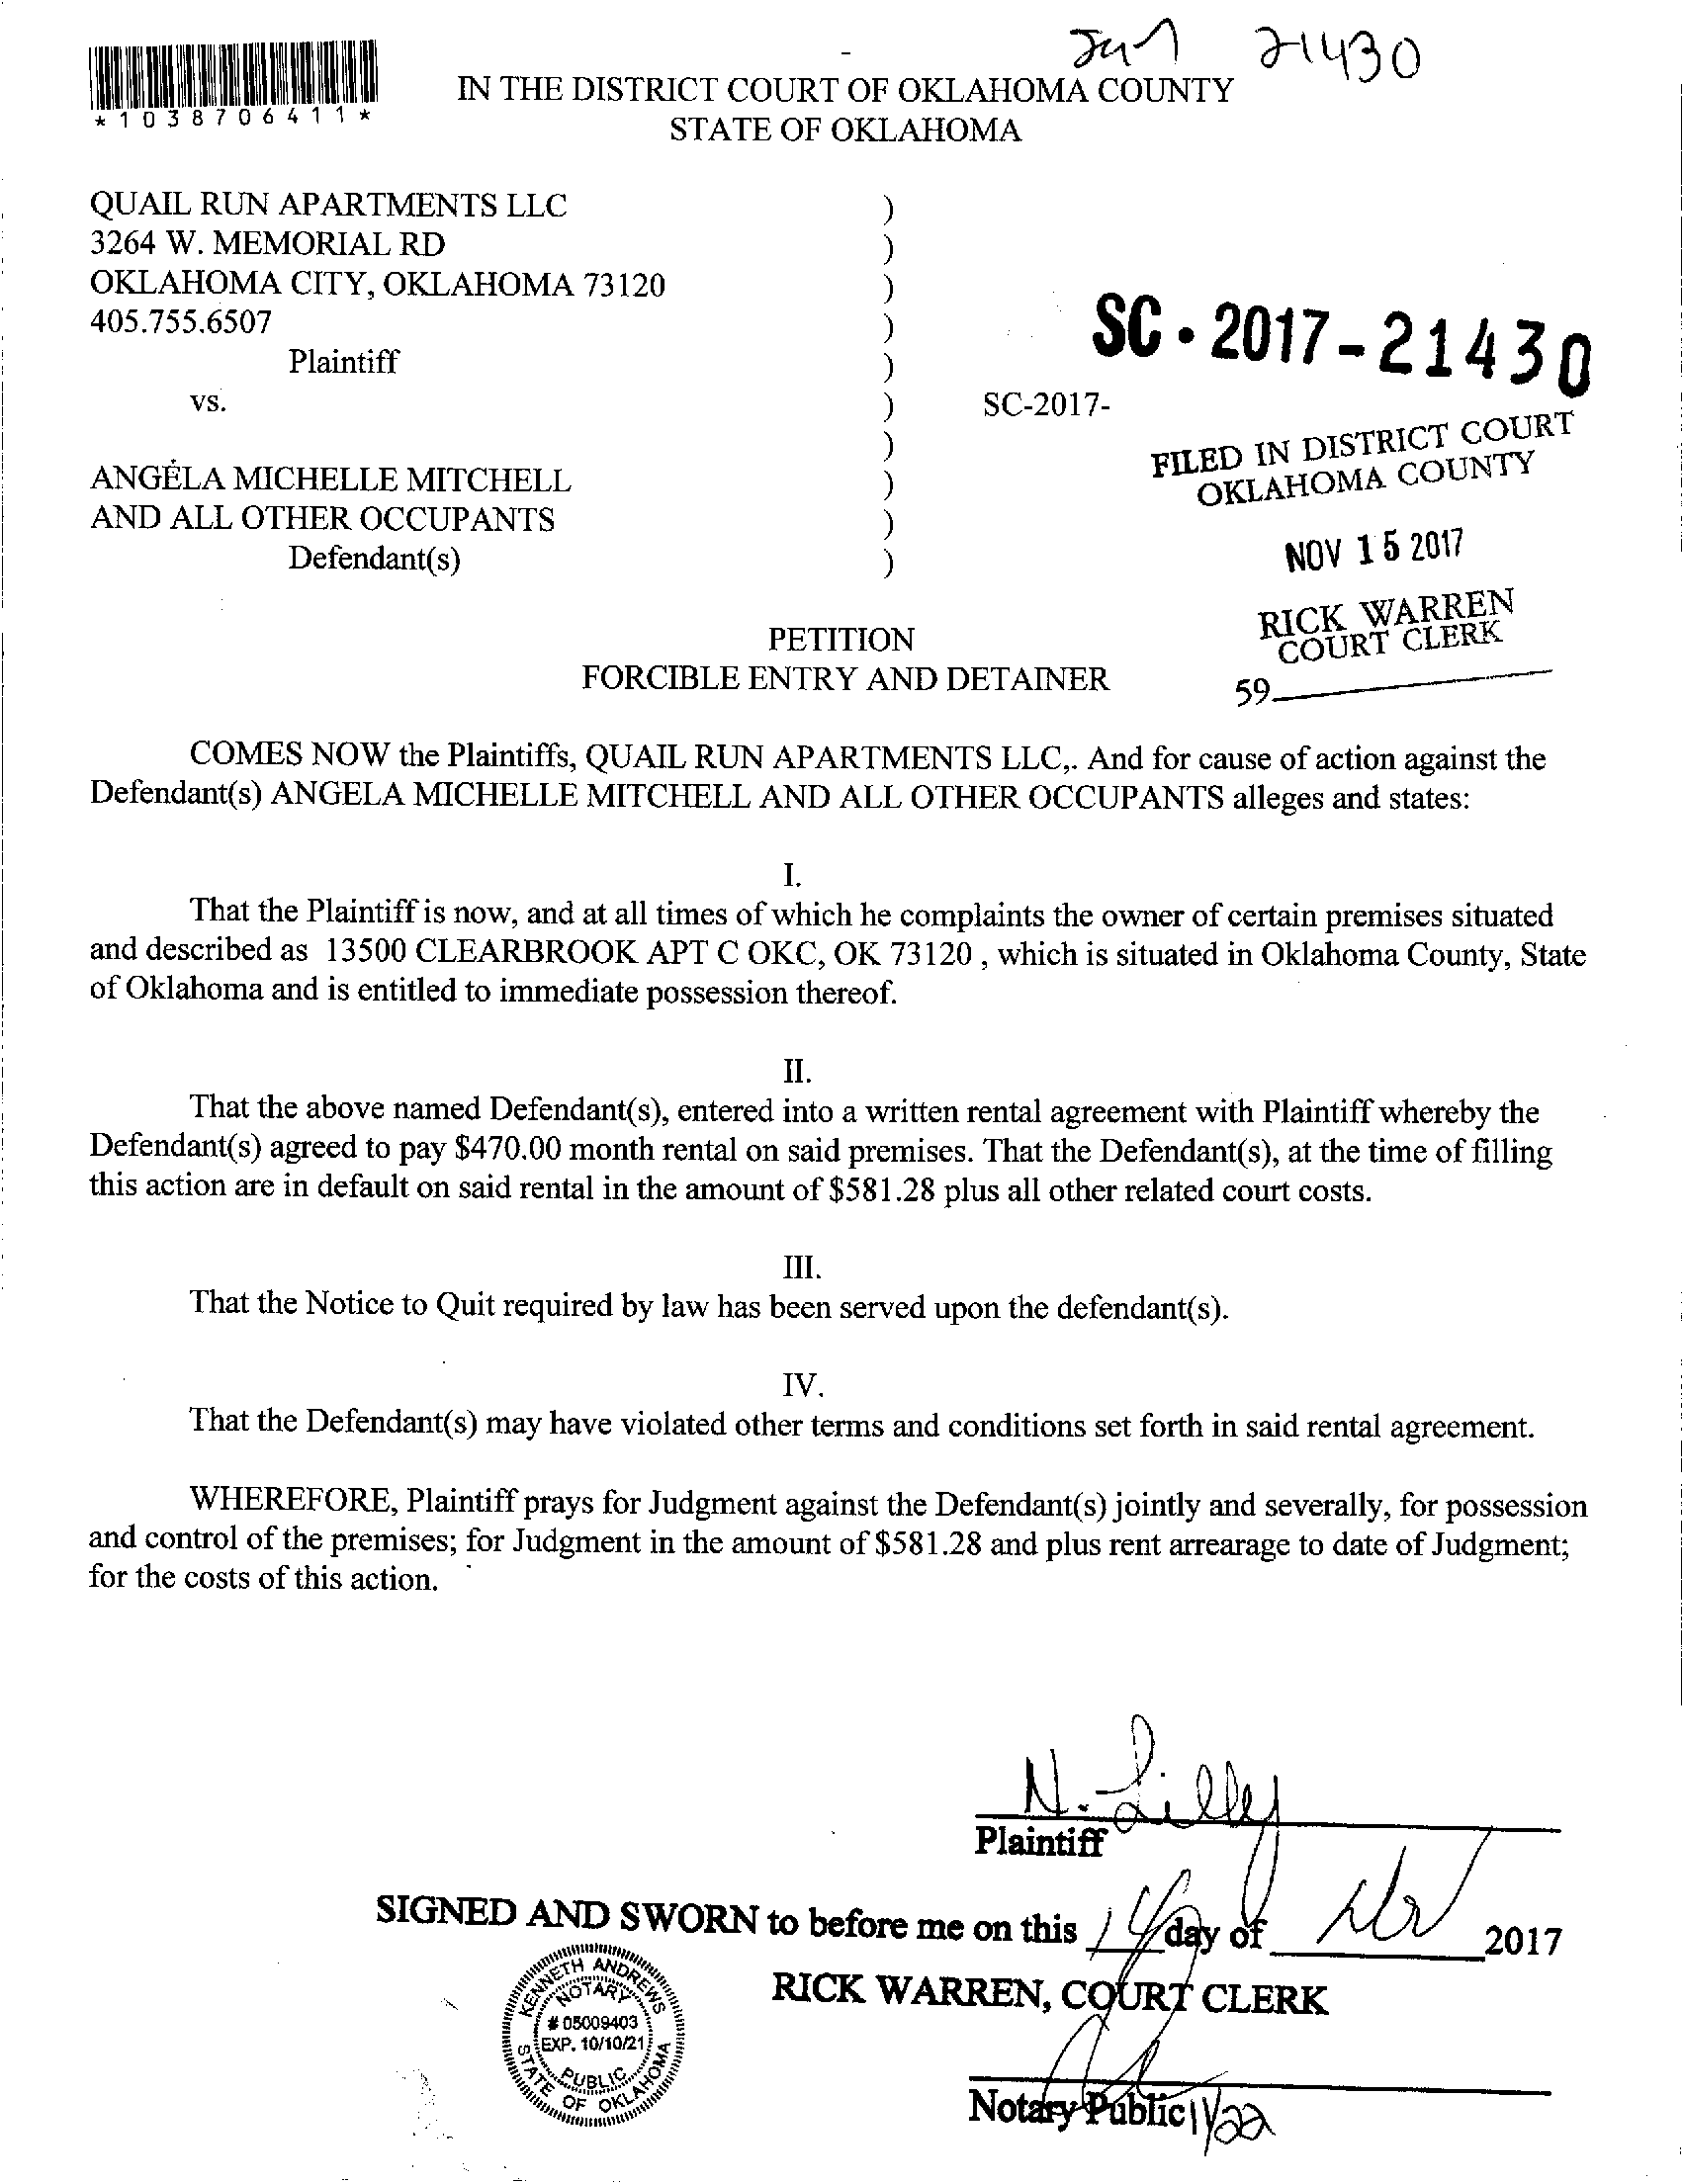 21430
*1038706411*
IN THE DISTRICT COURT OF OKLAHOMA COUNTY
STATE OF OKLAHOMA
QUAIL RUN APARTMENTS LLC )
3264 W. MEMORIAL RD )
OKLAHOMA CITY, OKLAHOMA 73120 )
405.755.6507 )
Plaintiff )
vs. ) SC-2017-
)
ANGELA MICHELLE MITCHELL )
AND ALL OTHER OCCUPANTS )
Defendant(s) )
SC·2017-21430
FILED IN DISTRICT COURT
OKLAHOMA COUNTY
NOV 15 2017
RICK WARREN
COURT CLERK
59
PETITION
FORCIBLE ENTRY AND DETAINER
COMES NOW the Plaintiffs, QUAIL RUN APARTMENTS LLC,. And for cause of action against the
Defendant(s) ANGELA MICHELLE MITCHELL AND ALL OTHER OCCUPANTS alleges and states:
I.
That the Plaintiff is now, and at all times of which he complaints the owner of certain premises situated
and described as 13500 CLEARBROOK APT C OKC, OK 73120 , which is situated in Oklahoma County, State
of Oklahoma and is entitled to immediate possession thereof.
II.
That the above named Defendant(s), entered into a written rental agreement with Plaintiff whereby the
Defendant(s) agreed to pay $470.00 month rental on said premises. That the Defendant(s), at the time of filling
this action are in default on said rental in the amount of $581.28 plus all other related court costs.
III.
That the Notice to Quit required by law has been served upon the defendant(s).
IV.
That the Defendant(s) may have violated other terms and conditions set forth in said rental agreement.
WHEREFORE, Plaintiff prays for Judgment against the Defendant(s) jointly and severally, for possession
and control of the premises; for Judgment in the amount of $581.28 and plus rent arrearage to date of Judgment;
for the costs of this action.
N. Lilley
Plaintiff
SIGNED AND SWORN to before me on this 14 day of Nov 2017
RICK WARREN, COURT CLERK
KENNETH ANDREWS
NOTARY
# 05009403
EXP. 10/10/21
PUBLIC
STATE OF OKLAHOMA
Notary Public 11/22